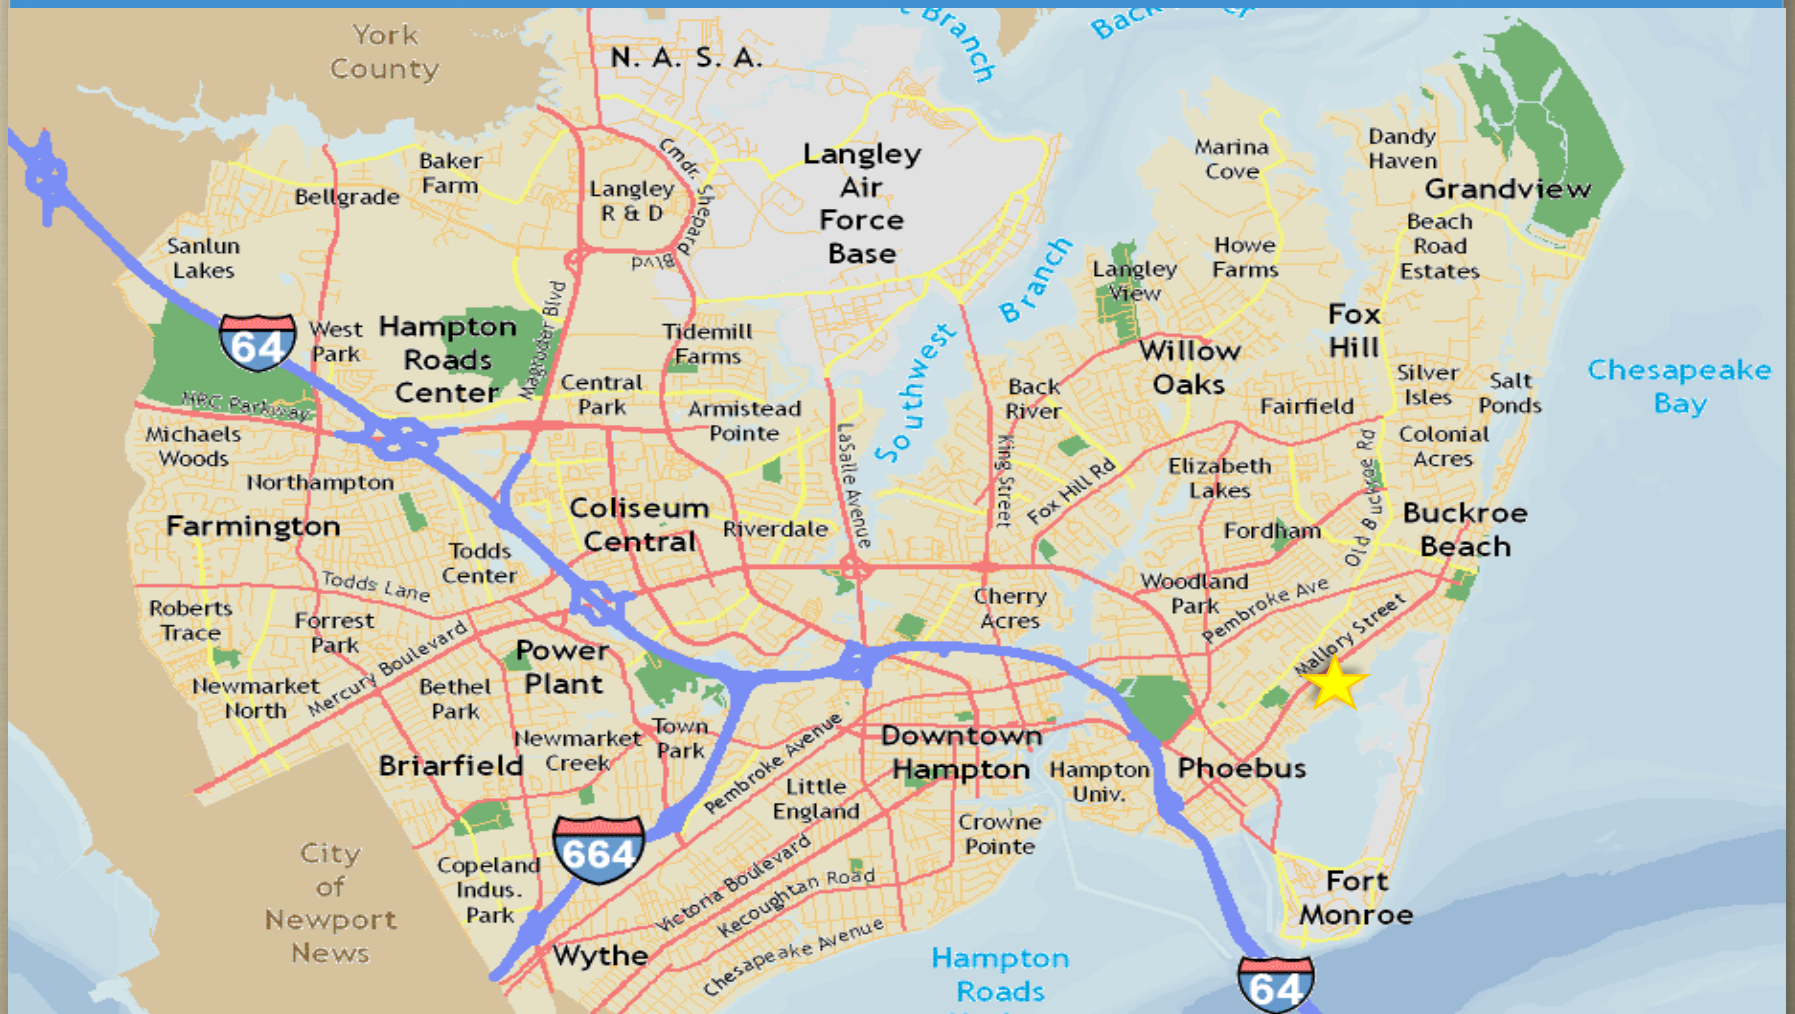 York
County
N. A. S. A.
Branch
Back
Marina
Cove
Dandy
Haven
Grandview
Baker
Farm
Bellgrade
Langley
R & D
Cmdr. Shepard
Blvd
Langley
Air
Force
Base
Beach
Road
Estates
Sanlun
Lakes
Howe
Farms
Langley
View
Branch
Southwest
64
West
Park
Hampton
Roads
Center
Magruder Blvd
Tidemill
Farms
Fox
Hill
Willow
Oaks
Chesapeake
Bay
Central
Park
Back
River
Silver
Isles
Salt
Ponds
HRC Parkway
Armistead
Pointe
Fairfield
Michaels
Woods
Colonial
Acres
LaSalle Avenue
King Street
Fox Hill Rd
Elizabeth
Lakes
Old Buckroe Rd
Northampton
Farmington
Coliseum
Central
Riverdale
Fordham
Buckroe
Beach
Todds
Center
Todds Lane
Woodland
Park
Pembroke Ave
Cherry
Acres
Roberts
Trace
Forrest
Park
Mallory Street
Mercury Boulevard
Power
Plant
Newmarket
North
Bethel
Park
Town
Park
Newmarket
Creek
Briarfield
Pembroke Avenue
Downtown
Hampton
Hampton
Univ.
Phoebus
Little
England
Crowne
Pointe
664
City
of
Newport
News
Copeland
Indus.
Park
Victoria Boulevard
Kecoughtan Road
Chesapeake Avenue
Wythe
Fort
Monroe
Hampton
Roads
64